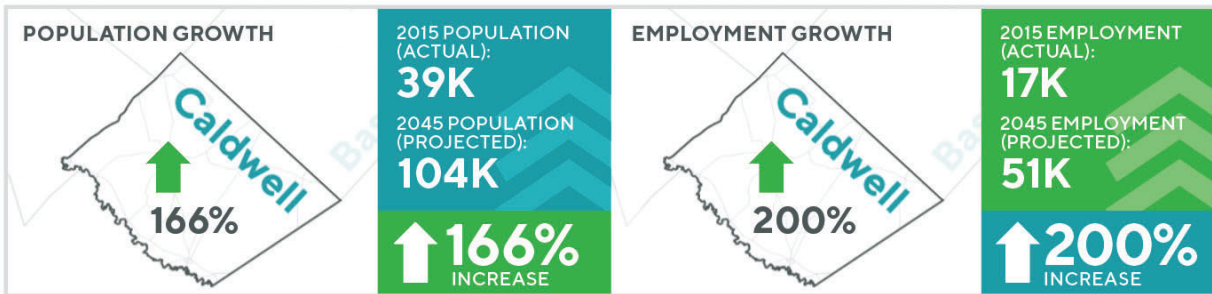 POPULATION GROWTH
Caldwell
166%
2015 POPULATION
(ACTUAL):
39K
2045 POPULATION
(PROJECTED):
104K
166%
INCREASE
EMPLOYMENT GROWTH
Caldwell
200%
2015 EMPLOYMENT
(ACTUAL):
17K
2045 EMPLOYMENT
(PROJECTED):
51K
200%
INCREASE